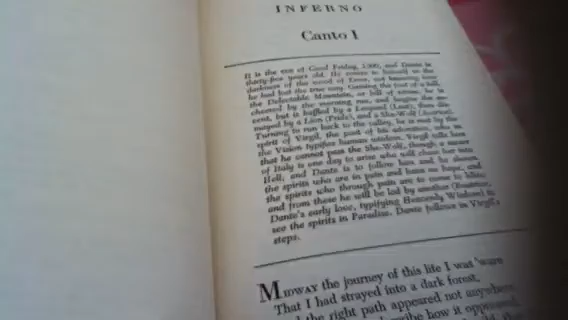 INFERNO
Canto I
It is the eve of Good Friday, 1300, and Dante is
thirty-five years old. He comes to himself in the
darkness of the wood of Error, not knowing how
he had lost the true way. Gaining the foot of a hill,
the Delectable Mountain, or hill of virtue, he is
cheered by the morning sun, and begins the
cent, but is baffled by a Leopard (Lust), then dis-
mayed by a Lion (Pride), and a She-Wolf
Turning to run back to the valley, he is met by the
spirit of Virgil, the poet of his adoration, who in
the Vision typifies human wisdom. Virgil tells him
that he cannot pass the She-Wolf, though a
of Italy is one day to arise who will chase her into
Hell; and Dante is to follow him and be shown
the spirits who are in pain and have no hope, and
the spirits who through pain are to come to bliss;
and from these he will be led by another (Beatrice,
Dante's early love, typifying Heavenly Wisdom) to
see the spirits in Paradise. Dante follows in Virgil's
steps.
MIDWAY the journey of this life I was 'ware
That I had strayed into a dark forest,
the right path appeared not anywhere
how it opprest